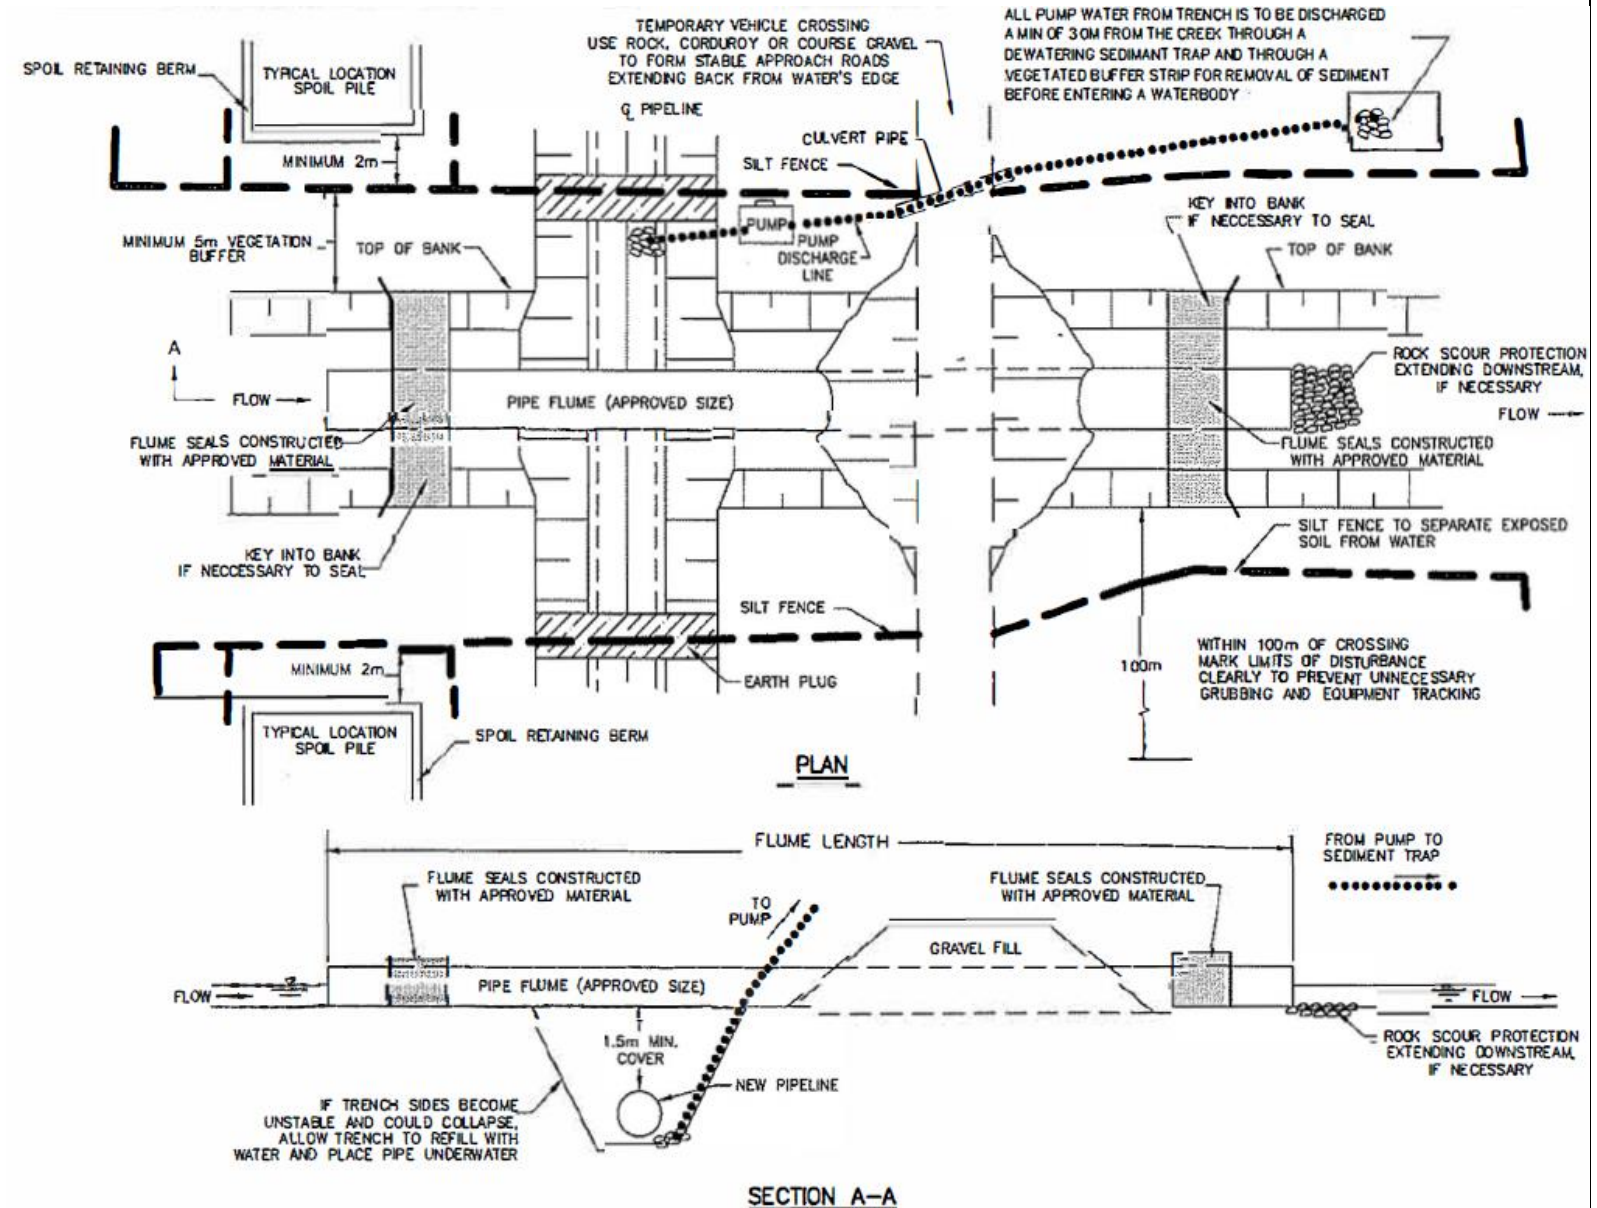 TEMPORARY VEHICLE CROSSING
USE ROCK, CORDUROY OR COURSE GRAVEL
TO FORM STABLE APPROACH ROADS
EXTENDING BACK FROM WATER'S EDGE
ALL PUMP WATER FROM TRENCH IS TO BE DISCHARGED
A MIN OF 30M FROM THE CREEK THROUGH A
DEWATERING SEDIMANT TRAP AND THROUGH A
VEGETATED BUFFER STRIP FOR REMOVAL OF SEDIMENT
BEFORE ENTERING A WATERBODY
SPOIL RETAINING BERM
TYPICAL LOCATION
SPOIL PILE
℄ PIPELINE
CULVERT PIPE
SILT FENCE
MINIMUM 2m
KEY INTO BANK
IF NECCESSARY TO SEAL
PUMP
PUMP
DISCHARGE
LINE
MINIMUM 5m VEGETATION
BUFFER
TOP OF BANK
TOP OF BANK
A
FLOW
PIPE FLUME (APPROVED SIZE)
ROCK SCOUR PROTECTION
EXTENDING DOWNSTREAM,
IF NECESSARY
FLOW
FLUME SEALS CONSTRUCTED
WITH APPROVED MATERIAL
FLUME SEALS CONSTRUCTED
WITH APPROVED MATERIAL
KEY INTO BANK
IF NECCESSARY TO SEAL
SILT FENCE TO SEPARATE EXPOSED
SOIL FROM WATER
SILT FENCE
MINIMUM 2m
EARTH PLUG
100m
WITHIN 100m OF CROSSING
MARK LIMITS OF DISTURBANCE
CLEARLY TO PREVENT UNNECESSARY
GRUBBING AND EQUIPMENT TRACKING
TYPICAL LOCATION
SPOIL PILE
SPOIL RETAINING BERM
PLAN
FLUME LENGTH
FROM PUMP TO
SEDIMENT TRAP
FLUME SEALS CONSTRUCTED
WITH APPROVED MATERIAL
FLUME SEALS CONSTRUCTED
WITH APPROVED MATERIAL
TO
PUMP
GRAVEL FILL
FLOW
PIPE FLUME (APPROVED SIZE)
FLOW
1.5m MIN.
COVER
ROCK SCOUR PROTECTION
EXTENDING DOWNSTREAM,
IF NECESSARY
NEW PIPELINE
IF TRENCH SIDES BECOME
UNSTABLE AND COULD COLLAPSE,
ALLOW TRENCH TO REFILL WITH
WATER AND PLACE PIPE UNDERWATER
SECTION A-A